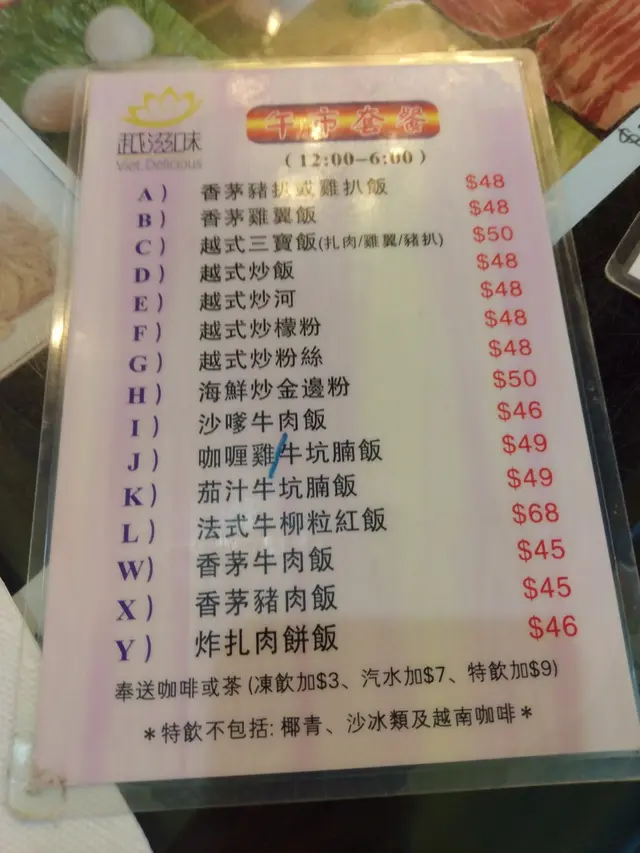 越滋味
Viet Delicious
午市套餐
(12:00-6:00)
A) 香茅豬扒或雞扒飯 $48
B) 香茅雞翼飯 $48
C) 越式三寶飯(扎肉/雞翼/豬扒) $50
D) 越式炒飯 $48
E) 越式炒河 $48
F) 越式炒檬粉 $48
G) 越式炒粉絲 $48
H) 海鮮炒金邊粉 $50
I) 沙嗲牛肉飯 $46
J) 咖喱雞/牛坑腩飯 $49
K) 茄汁牛坑腩飯 $49
L) 法式牛柳粒紅飯 $68
W) 香茅牛肉飯 $45
X) 香茅豬肉飯 $45
Y) 炸扎肉餅飯 $46
奉送咖啡或茶 (凍飲加$3、汽水加$7、特飲加$9)
*特飲不包括: 椰青、沙冰類及越南咖啡*